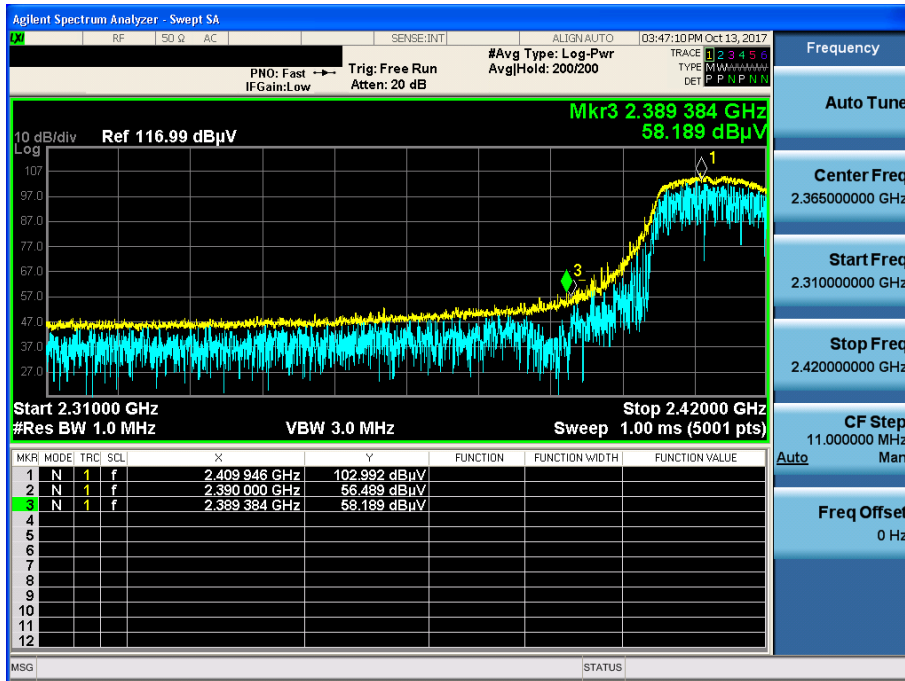 Agilent Spectrum Analyzer - Swept SA
LXI RF 50 Ω AC SENSE:INT ALIGN AUTO 03:47:10 PM Oct 13, 2017
Frequency
#Avg Type: Log-Pwr TRACE 1 2 3 4 5 6
PNO: Fast Trig: Free Run Avg|Hold: 200/200 TYPE M
IFGain:Low Atten: 20 dB DET P P N P N N
Auto Tune
Mkr3 2.389 384 GHz
10 dB/div Ref 116.99 dBµV 58.189 dBµV
Log
107
97.0
87.0
77.0
67.0
57.0
47.0
37.0
27.0
1
3
Center Freq
2.365000000 GHz
Start Freq
2.310000000 GHz
Stop Freq
2.420000000 GHz
Start 2.31000 GHz Stop 2.42000 GHz
#Res BW 1.0 MHz VBW 3.0 MHz Sweep 1.00 ms (5001 pts)
CF Step
11.000000 MHz
Auto Man
Freq Offset
0 Hz
MKR MODE TRC SCL X Y FUNCTION FUNCTION WIDTH FUNCTION VALUE
1 N 1 f 2.409 946 GHz 102.992 dBµV
2 N 1 f 2.390 000 GHz 56.489 dBµV
3 N 1 f 2.389 384 GHz 58.189 dBµV
4
5
6
7
8
9
10
11
12
MSG STATUS